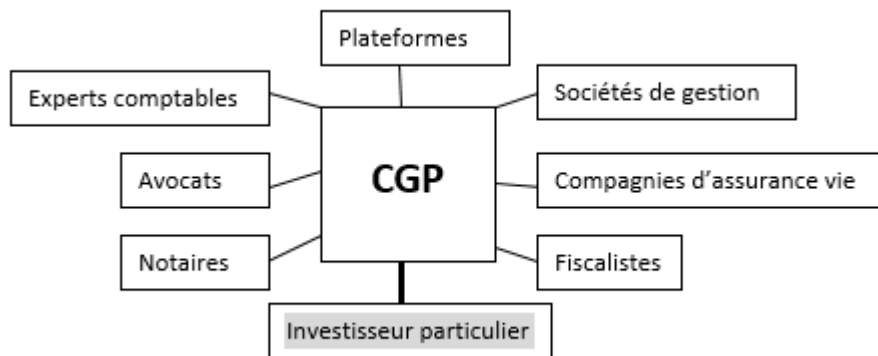 Plateformes
Experts comptables
Sociétés de gestion
Avocats
CGP
Compagnies d’assurance vie
Notaires
Fiscalistes
Investisseur particulier